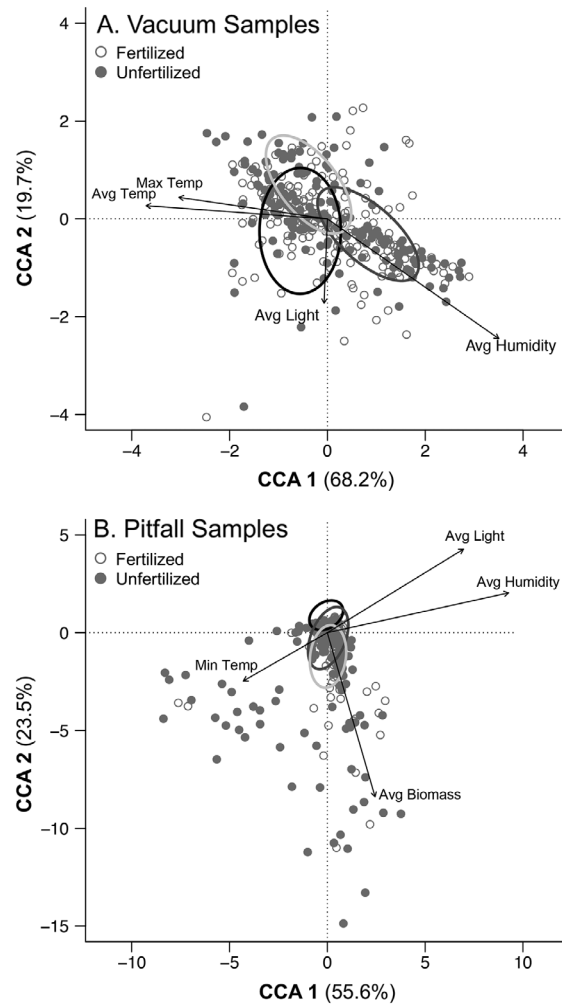 A. Vacuum Samples
Fertilized
Unfertilized
4
2
0
−2
−4
CCA 2 (19.7%)
Max Temp
Avg Temp
Avg Light
Avg Humidity
−4 −2 0 2 4
CCA 1 (68.2%)
B. Pitfall Samples
Fertilized
Unfertilized
5
0
−5
−10
−15
CCA 2 (23.5%)
Avg Light
Avg Humidity
Min Temp
Avg Biomass
−10 −5 0 5 10
CCA 1 (55.6%)